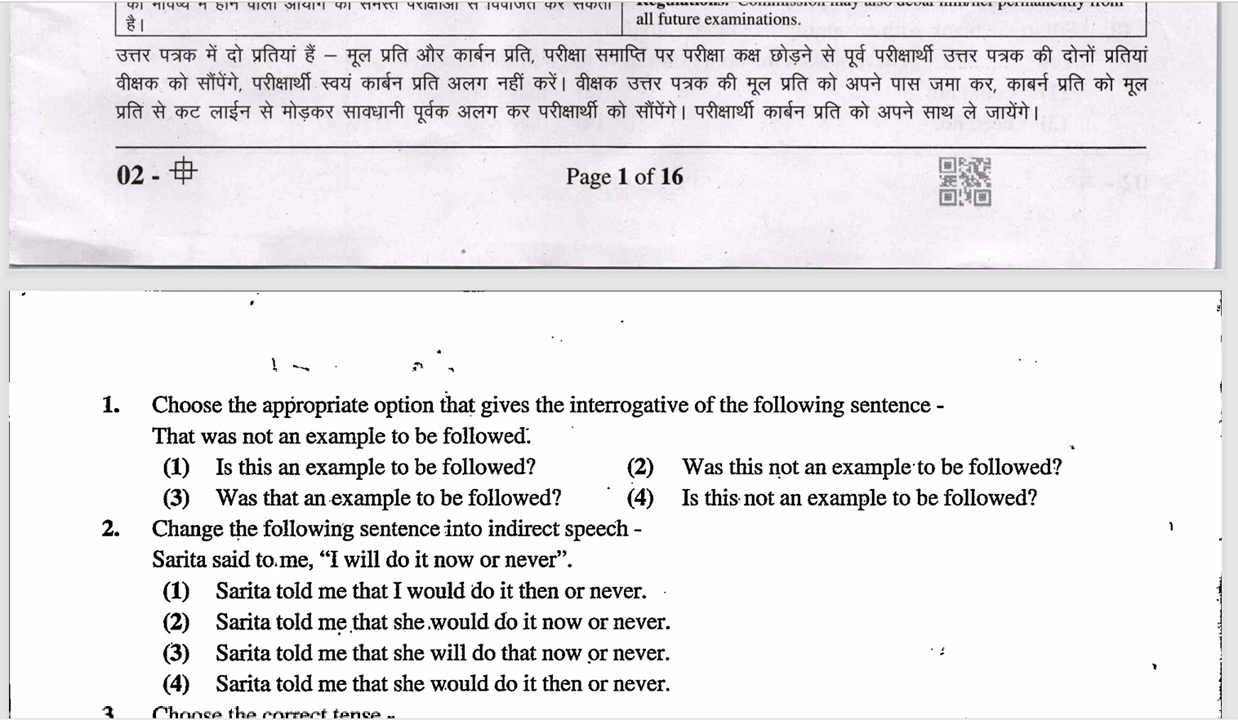 है।
all future examinations.
उत्तर पत्रक में दो प्रतियां हैं – मूल प्रति और कार्बन प्रति, परीक्षा समाप्ति पर परीक्षा कक्ष छोड़ने से पूर्व परीक्षार्थी उत्तर पत्रक की दोनों प्रतियां
वीक्षक को सौंपेंगे, परीक्षार्थी स्वयं कार्बन प्रति अलग नहीं करें। वीक्षक उत्तर पत्रक की मूल प्रति को अपने पास जमा कर, कार्बन प्रति को मूल
प्रति से कट लाईन से मोड़कर सावधानी पूर्वक अलग कर परीक्षार्थी को सौंपेंगे। परीक्षार्थी कार्बन प्रति को अपने साथ ले जायेंगे।
02 -
Page 1 of 16
1. Choose the appropriate option that gives the interrogative of the following sentence -
That was not an example to be followed.
(1) Is this an example to be followed? (2) Was this not an example to be followed?
(3) Was that an example to be followed? (4) Is this not an example to be followed?
2. Change the following sentence into indirect speech -
Sarita said to me, “I will do it now or never”.
(1) Sarita told me that I would do it then or never.
(2) Sarita told me that she would do it now or never.
(3) Sarita told me that she will do that now or never.
(4) Sarita told me that she would do it then or never.
3 Choose the correct tense -